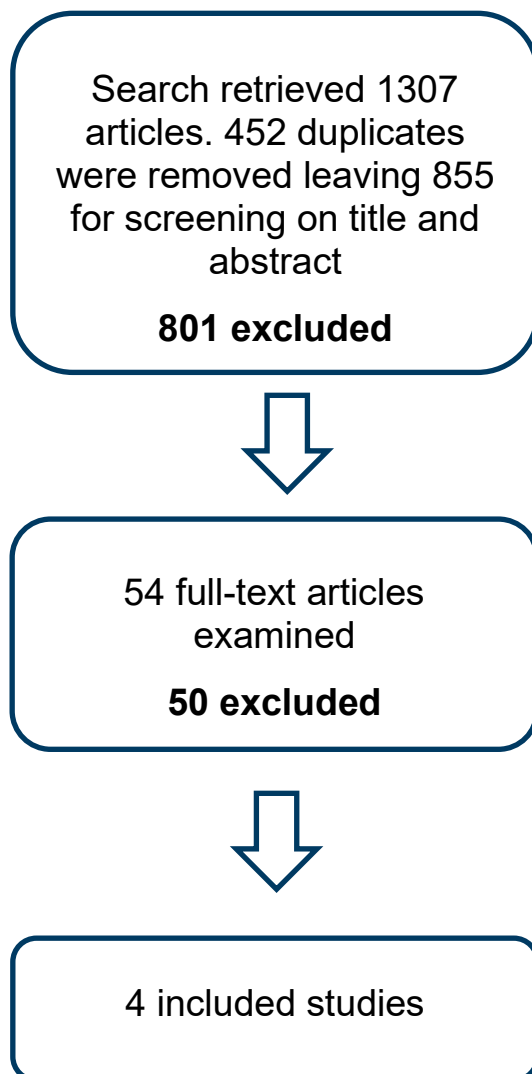 Search retrieved 1307
articles. 452 duplicates
were removed leaving 855
for screening on title and
abstract
801 excluded
54 full-text articles
examined
50 excluded
4 included studies